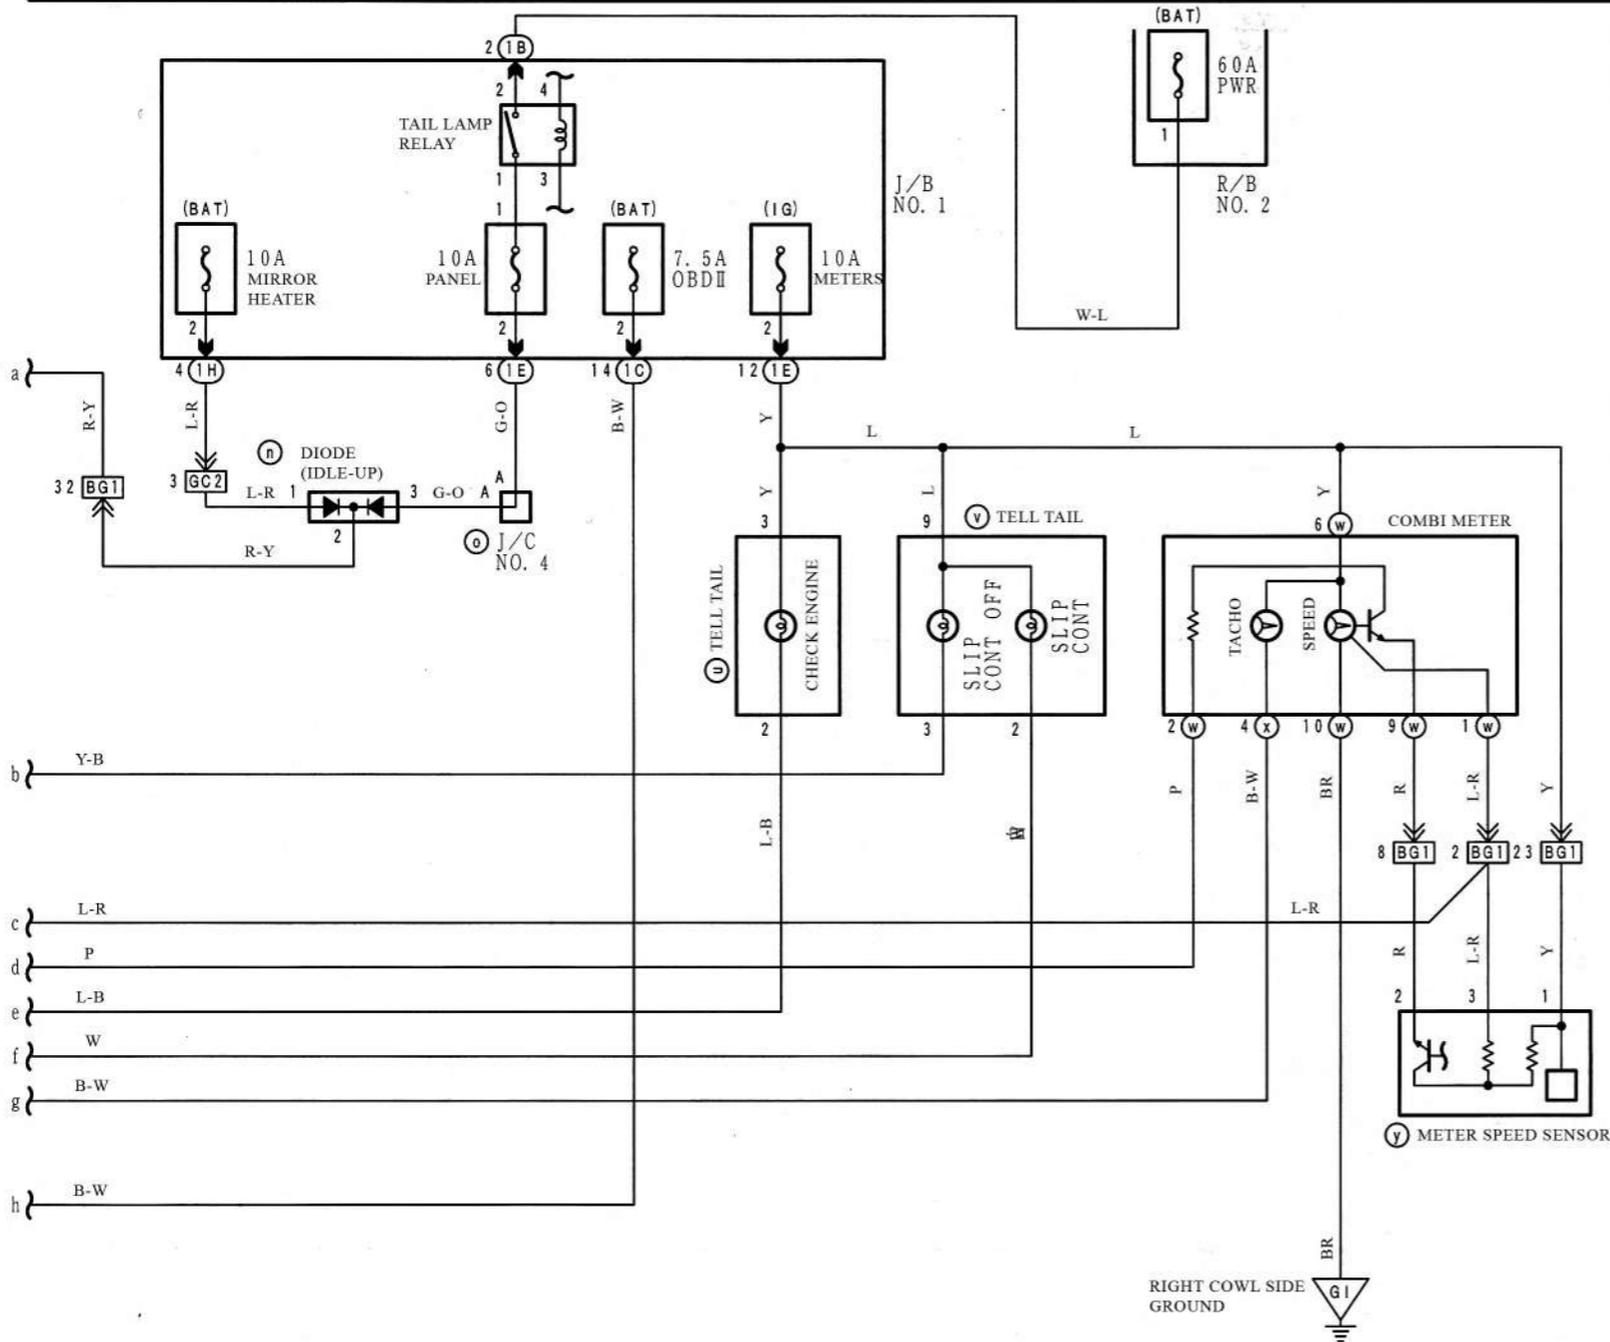 (BAT)
2 1B
60A
PWR
2 4
TAIL LAMP
RELAY
1
1 3
J/B
NO. 1
R/B
NO. 2
(BAT)
1
(BAT)
(IG)
10A
MIRROR
HEATER
10A
PANEL
7.5A
OBDⅡ
10A
METERS
2
2
2
2
W-L
4 1H
6 1E
14 1C
12 1E
a
R-Y
L-R
G-O
B-W
Y
L
L
n DIODE
(IDLE-UP)
32 BG1
3 GC2
L-R 1
3 G-O A
A
2
R-Y
o J/C
NO. 4
Y
L
Y
3
9
v TELL TAIL
6 w
COMBI METER
u TELL TAIL
CHECK ENGINE
SLIP
CONT OFF
SLIP
CONT
TACHO
SPEED
2
3
2
2 w
4 x
10 w
9 w
1 w
b
Y-B
L-B
W
P
B-W
BR
R
L-R
Y
8 BG1
2 BG1
23 BG1
c
L-R
L-R
d
P
R
L-R
Y
e
L-B
2
3
1
f
W
g
B-W
y METER SPEED SENSOR
h
B-W
BR
RIGHT COWL SIDE
GROUND
G1